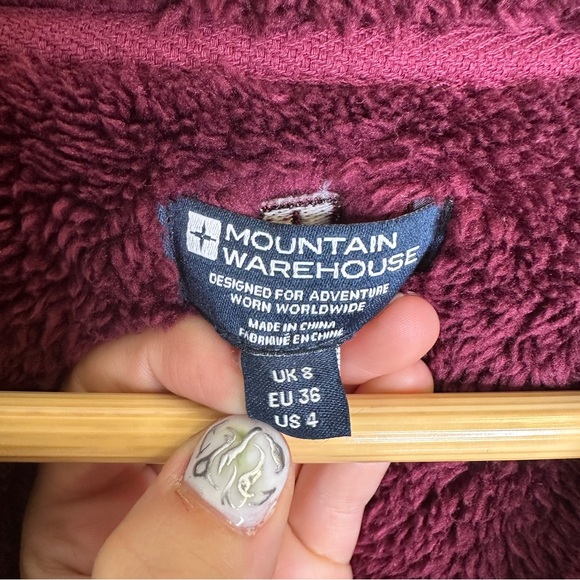 MOUNTAIN
WAREHOUSE
DESIGNED FOR ADVENTURE
WORN WORLDWIDE
MADE IN CHINA
FABRIQUÉ EN CHINE
UK 8
EU 36
US 4